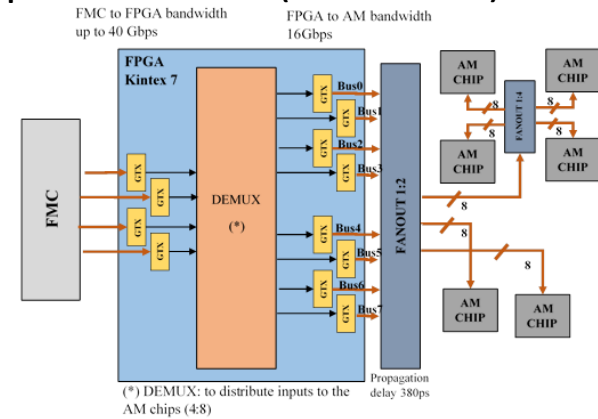 FMC to FPGA bandwidth
up to 40 Gbps
FPGA to AM bandwidth
16Gbps
FPGA
Kintex 7
FMC
GTX
GTX
GTX
GTX
DEMUX
(*)
GTX
Bus0
GTX
Bus1
GTX
Bus2
GTX
Bus3
GTX
Bus4
GTX
Bus5
GTX
Bus6
GTX
Bus7
FANOUT 1:2
Propagation
delay 380ps
AM
CHIP
AM
CHIP
8
8
FANOUT 1:4
8
8
AM
CHIP
AM
CHIP
8
8
8
AM
CHIP
AM
CHIP
(*) DEMUX: to distribute inputs to the
AM chips (4:8)